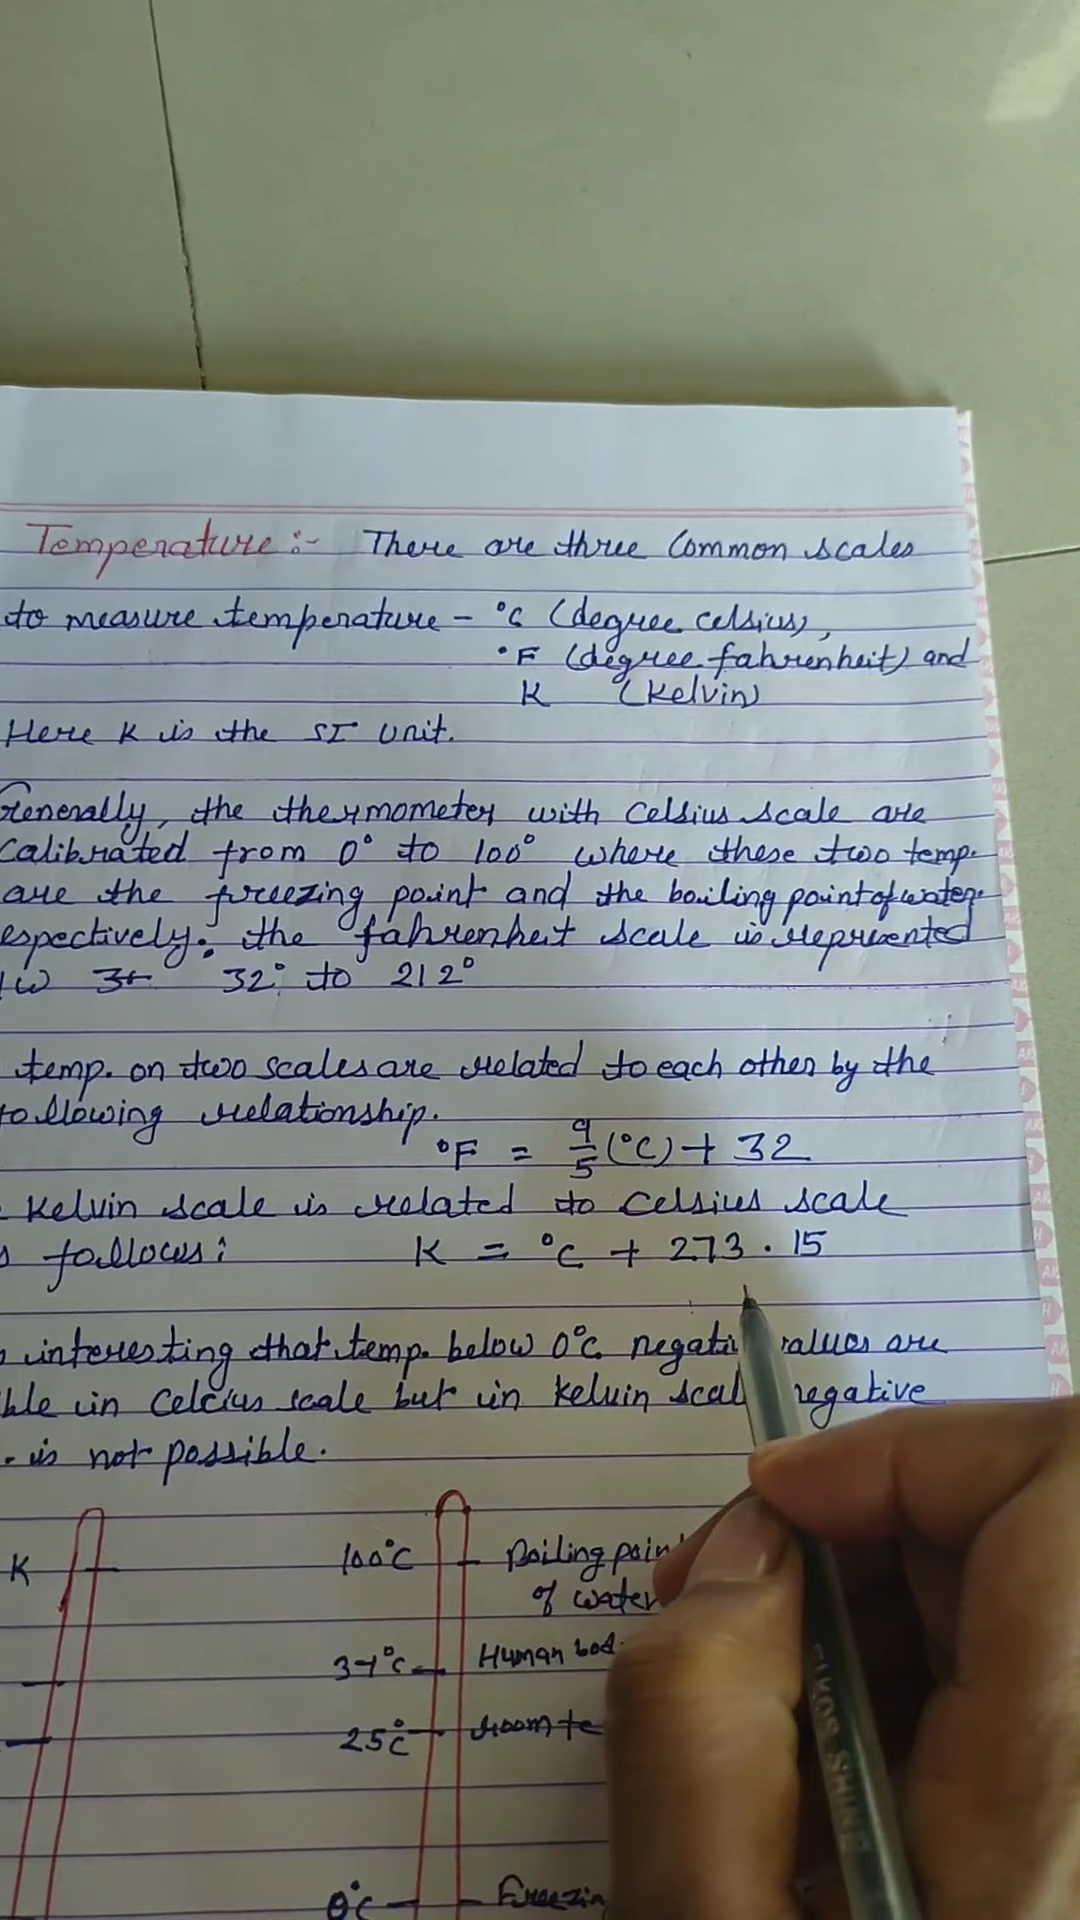 Temperature :- There are three Common scales
to measure temperature - °C (degree celsius),
°F (degree fahrenheit) and
K (Kelvin)
Here K is the SI Unit.
Generally, the thermometer with Celsius scale are
Calibrated from 0° to 100° where these two temp.
are the freezing point and the boiling point of water
espectively. the fahrenheit scale is represented
32° to 212°
temp. on two scales are related to each other by the
following relationship.
°F = 9/5 (°C) + 32
Kelvin scale is related to Celsius scale
follows: K = °C + 273.15
interesting that temp. below 0°C negati values are
ble in Celcius scale but in Kelvin scal negative
. is not possible.
K 100°C Boiling poin
of water
Human bod
25°C room te
0°C Freezin